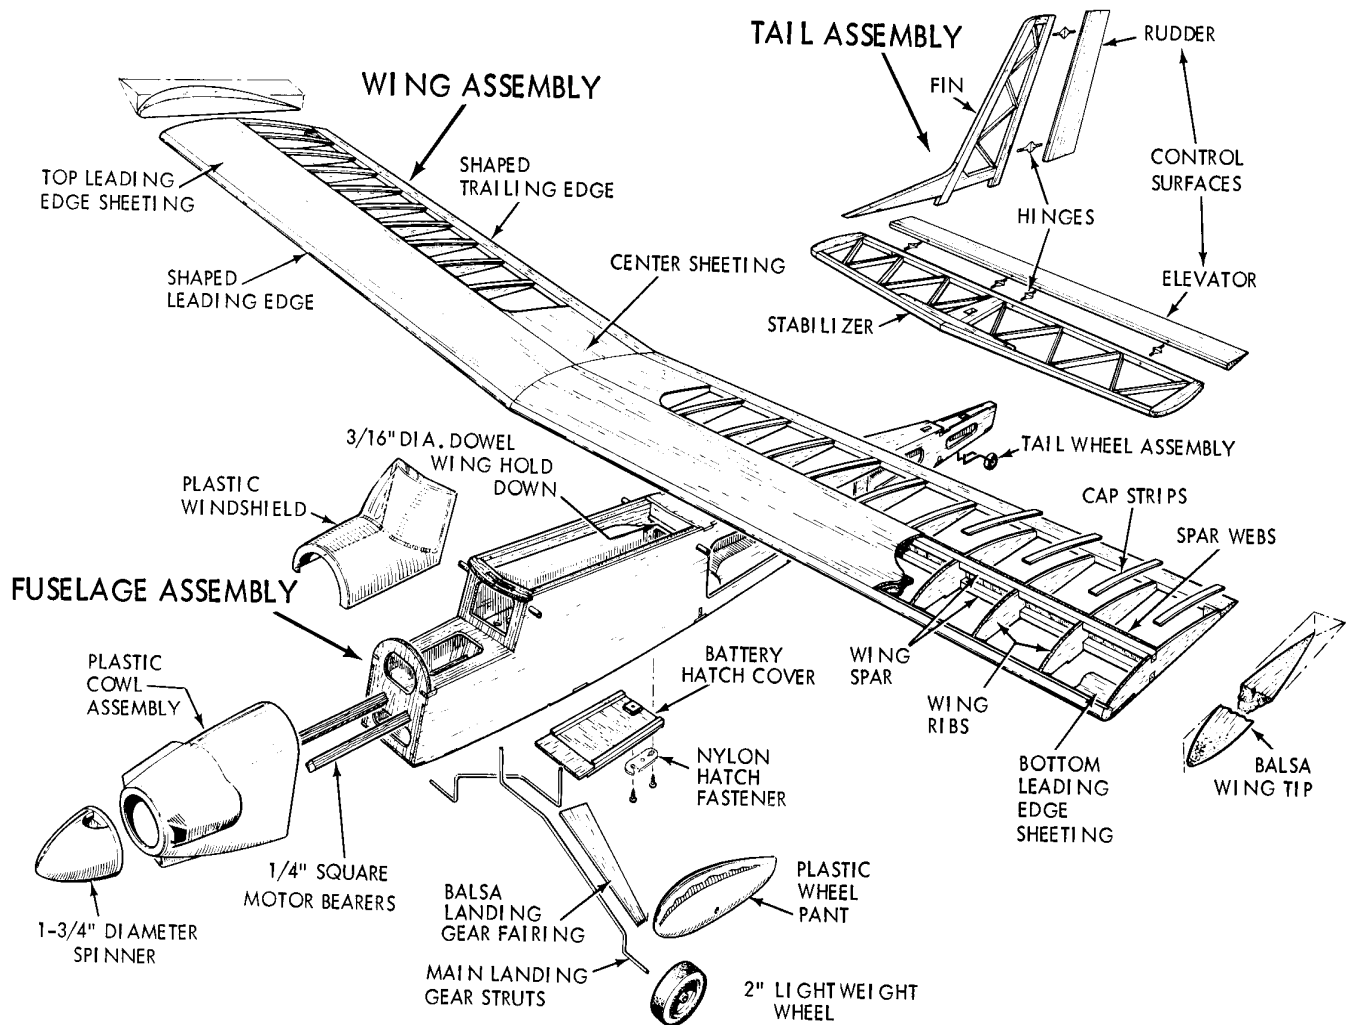 TAIL ASSEMBLY
RUDDER
WING ASSEMBLY
FIN
TOP LEADING
EDGE SHEETING
SHAPED
TRAILING EDGE
CONTROL
SURFACES
HINGES
SHAPED
LEADING EDGE
CENTER SHEETING
ELEVATOR
STABILIZER
3/16" DIA. DOWEL
WING HOLD
DOWN
TAIL WHEEL ASSEMBLY
PLASTIC
WINDSHIELD
CAP STRIPS
SPAR WEBS
FUSELAGE ASSEMBLY
PLASTIC
COWL
ASSEMBLY
BATTERY
HATCH COVER
WING
SPAR
WING
RIBS
NYLON
HATCH
FASTENER
BOTTOM
LEADING
EDGE
SHEETING
BALSA
WING TIP
1/4" SQUARE
MOTOR BEARERS
BALSA
LANDING
GEAR FAIRING
PLASTIC
WHEEL
PANT
1-3/4" DIAMETER
SPINNER
MAIN LANDING
GEAR STRUTS
2" LIGHTWEIGHT
WHEEL